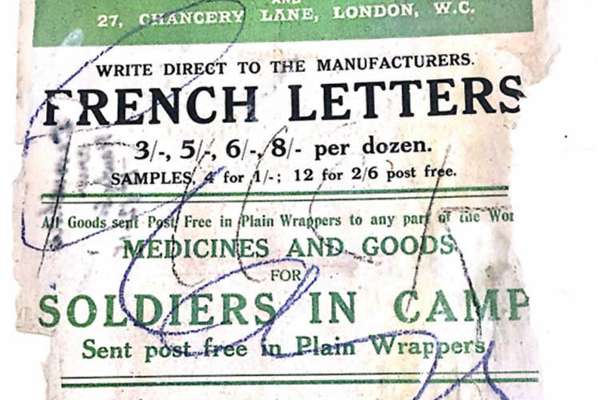 AND
27, CHANCERY LANE, LONDON, W.C.
WRITE DIRECT TO THE MANUFACTURERS.
FRENCH LETTERS
3/-, 5/-, 6/-, 8/- per dozen.
SAMPLES, 4 for 1/-; 12 for 2/6 post free.
All Goods sent Post Free in Plain Wrappers to any part of the Wor
MEDICINES AND GOODS
FOR
SOLDIERS IN CAMP
Sent post free in Plain Wrappers